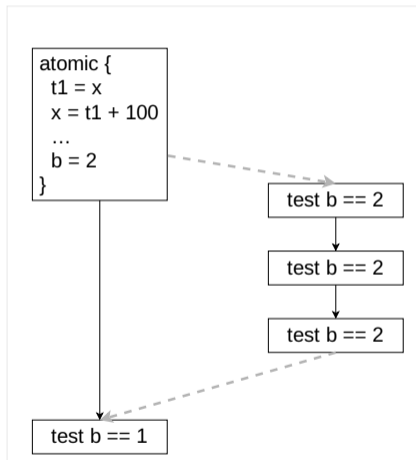 atomic {
t1 = x
x = t1 + 100
...
b = 2
}
test b == 2
test b == 2
test b == 2
test b == 1